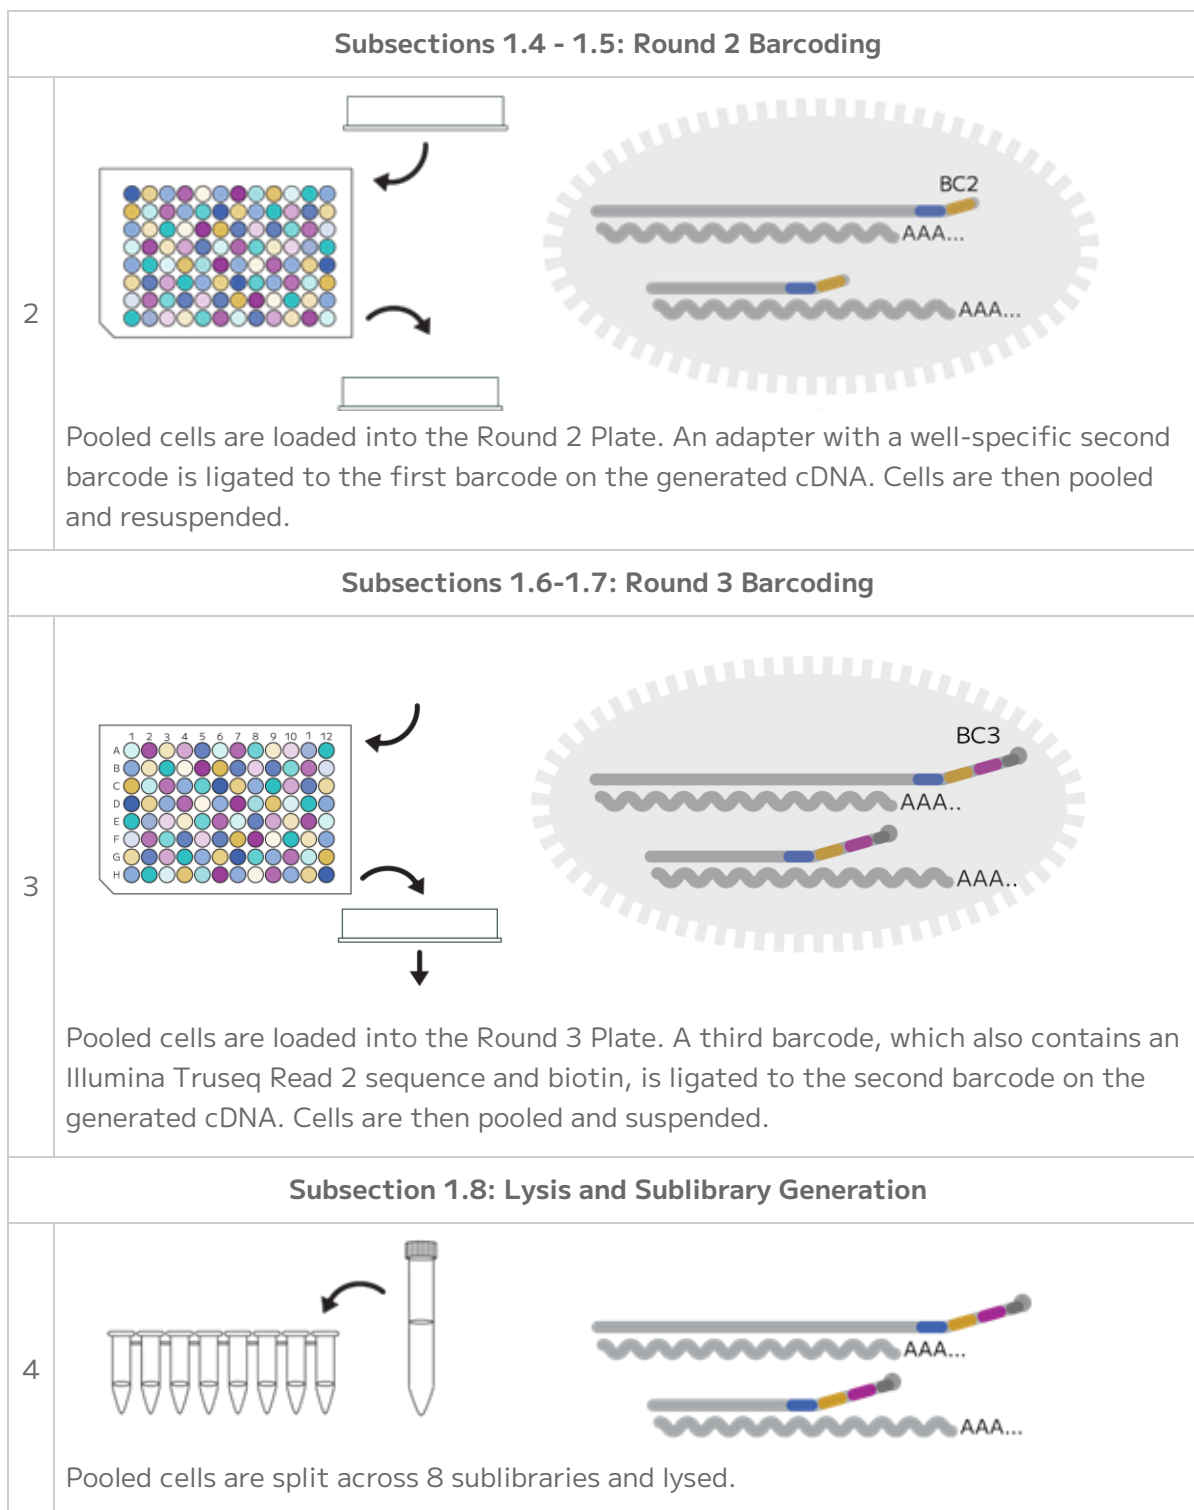 Subsections 1.4 - 1.5: Round 2 Barcoding
2
BC2
AAA...
AAA...
Pooled cells are loaded into the Round 2 Plate. An adapter with a well-specific second
barcode is ligated to the first barcode on the generated cDNA. Cells are then pooled
and resuspended.
Subsections 1.6-1.7: Round 3 Barcoding
3
1 2 3 4 5 6 7 8 9 10 1 12
A
B
C
D
E
F
G
H
BC3
AAA..
AAA..
Pooled cells are loaded into the Round 3 Plate. A third barcode, which also contains an
Illumina Truseq Read 2 sequence and biotin, is ligated to the second barcode on the
generated cDNA. Cells are then pooled and suspended.
Subsection 1.8: Lysis and Sublibrary Generation
4
AAA...
AAA...
Pooled cells are split across 8 sublibraries and lysed.